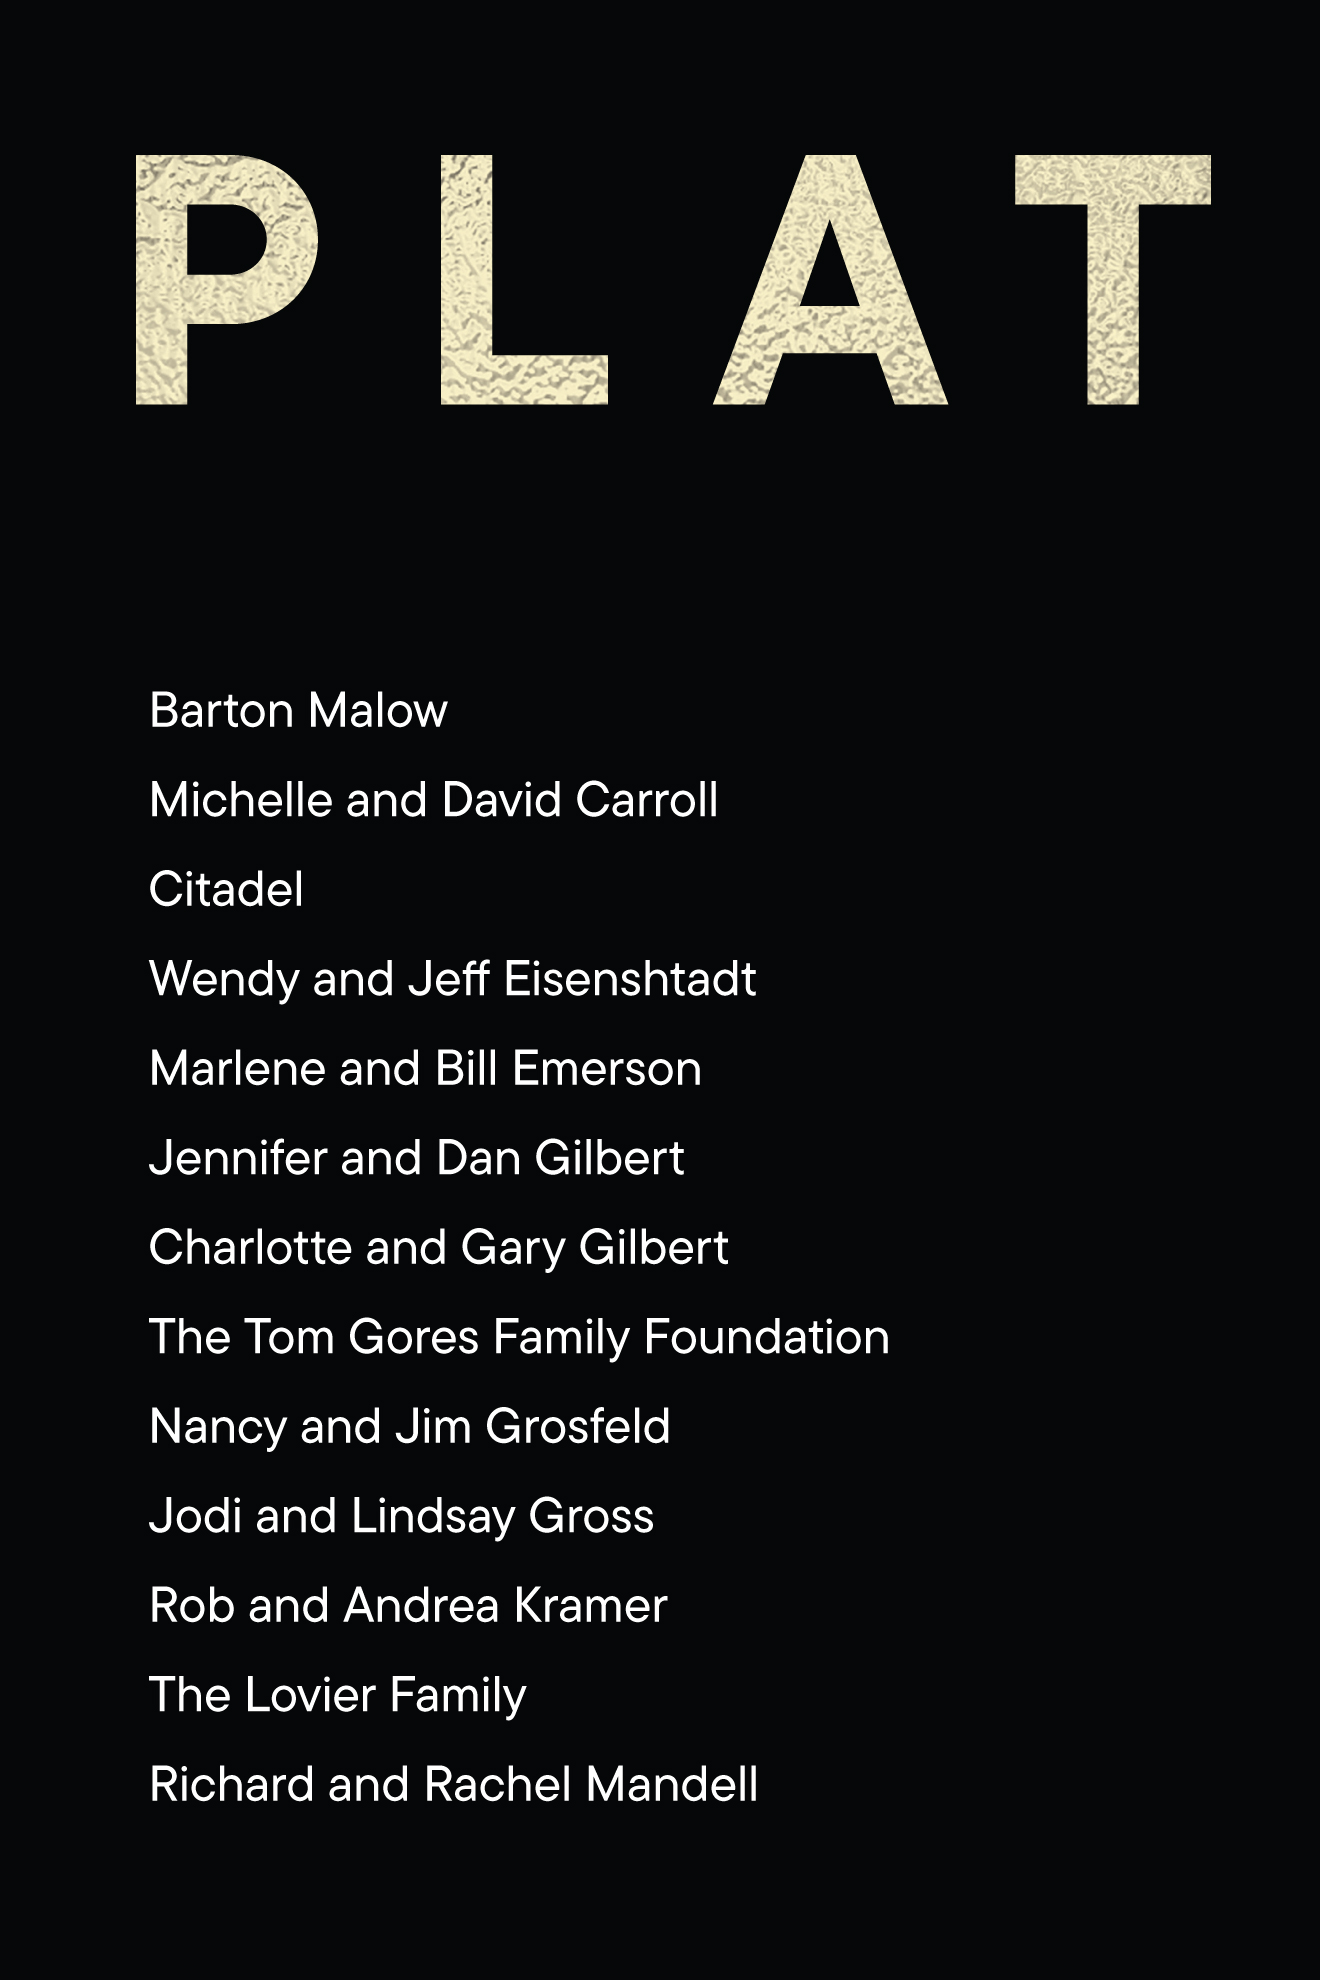 PLAT
Barton Malow
Michelle and David Carroll
Citadel
Wendy and Jeff Eisenshtadt
Marlene and Bill Emerson
Jennifer and Dan Gilbert
Charlotte and Gary Gilbert
The Tom Gores Family Foundation
Nancy and Jim Grosfeld
Jodi and Lindsay Gross
Rob and Andrea Kramer
The Lovier Family
Richard and Rachel Mandell